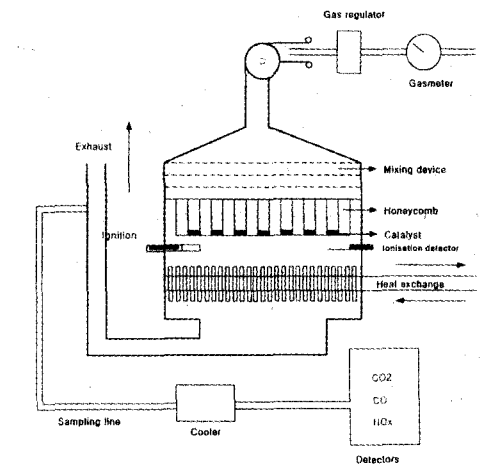 Gas regulator
Gasmeter
Exhaust
Mixing device
Honeycomb
Ignition
Catalyst
Ionisation detector
Heat exchange
CO2
CO
NOx
Sampling line
Cooler
Detectors